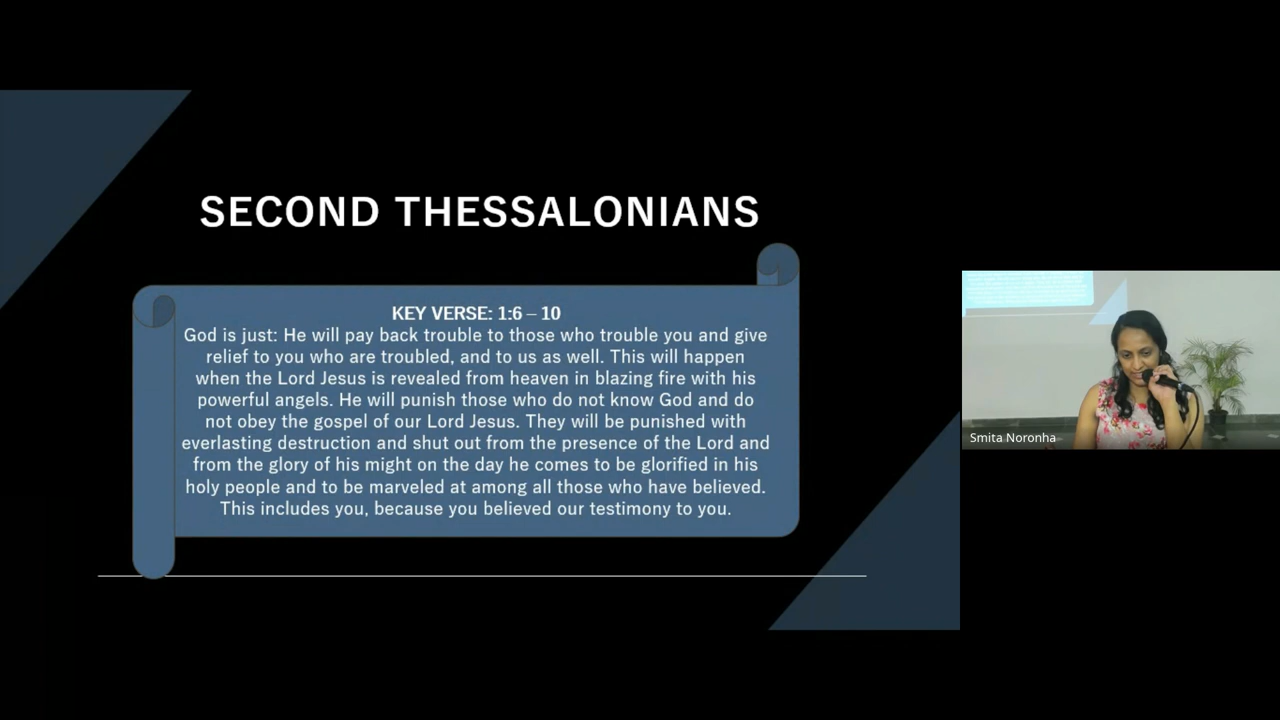 SECOND THESSALONIANS
KEY VERSE: 1:6 – 10
God is just: He will pay back trouble to those who trouble you and give
relief to you who are troubled, and to us as well. This will happen
when the Lord Jesus is revealed from heaven in blazing fire with his
powerful angels. He will punish those who do not know God and do
not obey the gospel of our Lord Jesus. They will be punished with
everlasting destruction and shut out from the presence of the Lord and
from the glory of his might on the day he comes to be glorified in his
holy people and to be marveled at among all those who have believed.
This includes you, because you believed our testimony to you.
Smita Noronha